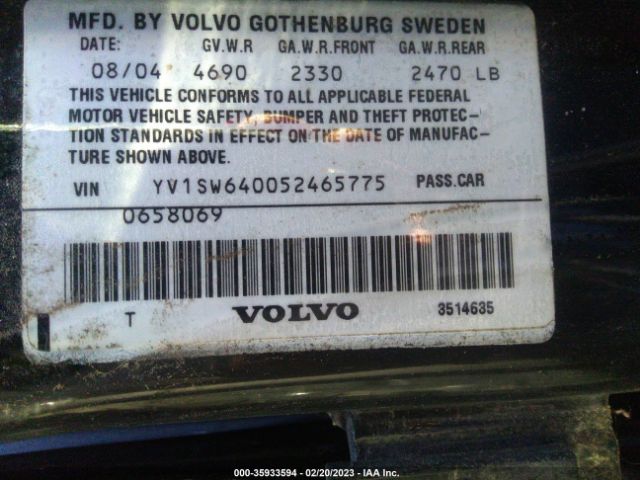 MFD. BY VOLVO GOTHENBURG SWEDEN
DATE: GV.W.R GA.W.R.FRONT GA.W.R.REAR
08/04 4690 2330 2470 LB
THIS VEHICLE CONFORMS TO ALL APPLICABLE FEDERAL
MOTOR VEHICLE SAFETY, BUMPER AND THEFT PROTEC-
TION STANDARDS IN EFFECT ON THE DATE OF MANUFAC-
TURE SHOWN ABOVE.
VIN YV1SW640052465775 PASS.CAR
0658069
T VOLVO 3514635
000-35933594 - 02/20/2023 - IAA Inc.